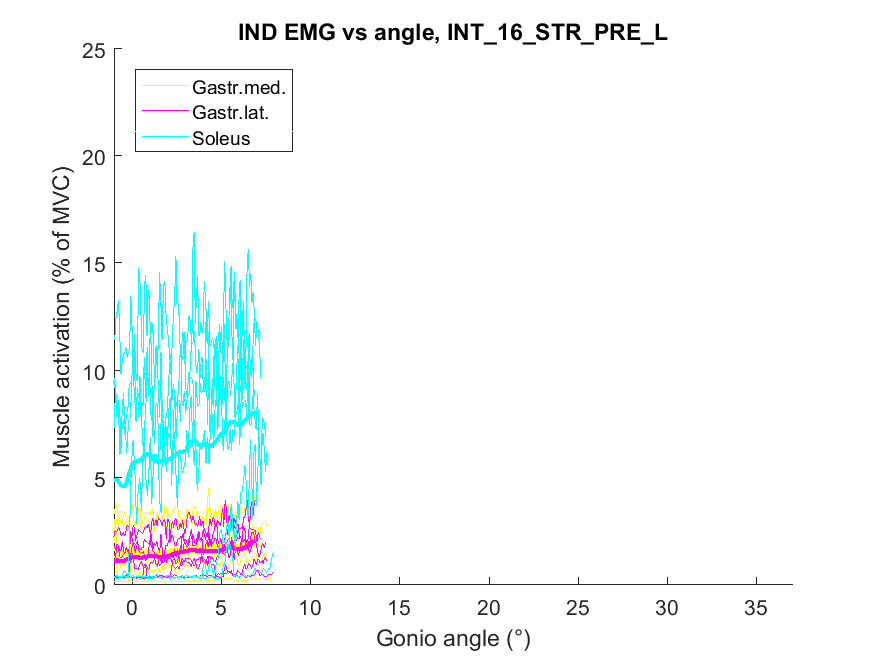 IND EMG vs angle, INT_16_STR_PRE_L
25
20
15
10
5
0
Muscle activation (% of MVC)
Gastr.med.
Gastr.lat.
Soleus
0 5 10 15 20 25 30 35
Gonio angle (°)